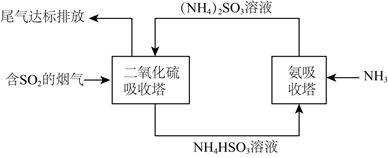 尾气达标排放
(NH4)2SO3溶液
含SO2的烟气
二氧化硫
吸收塔
氨吸
收塔
NH3
NH4HSO3溶液